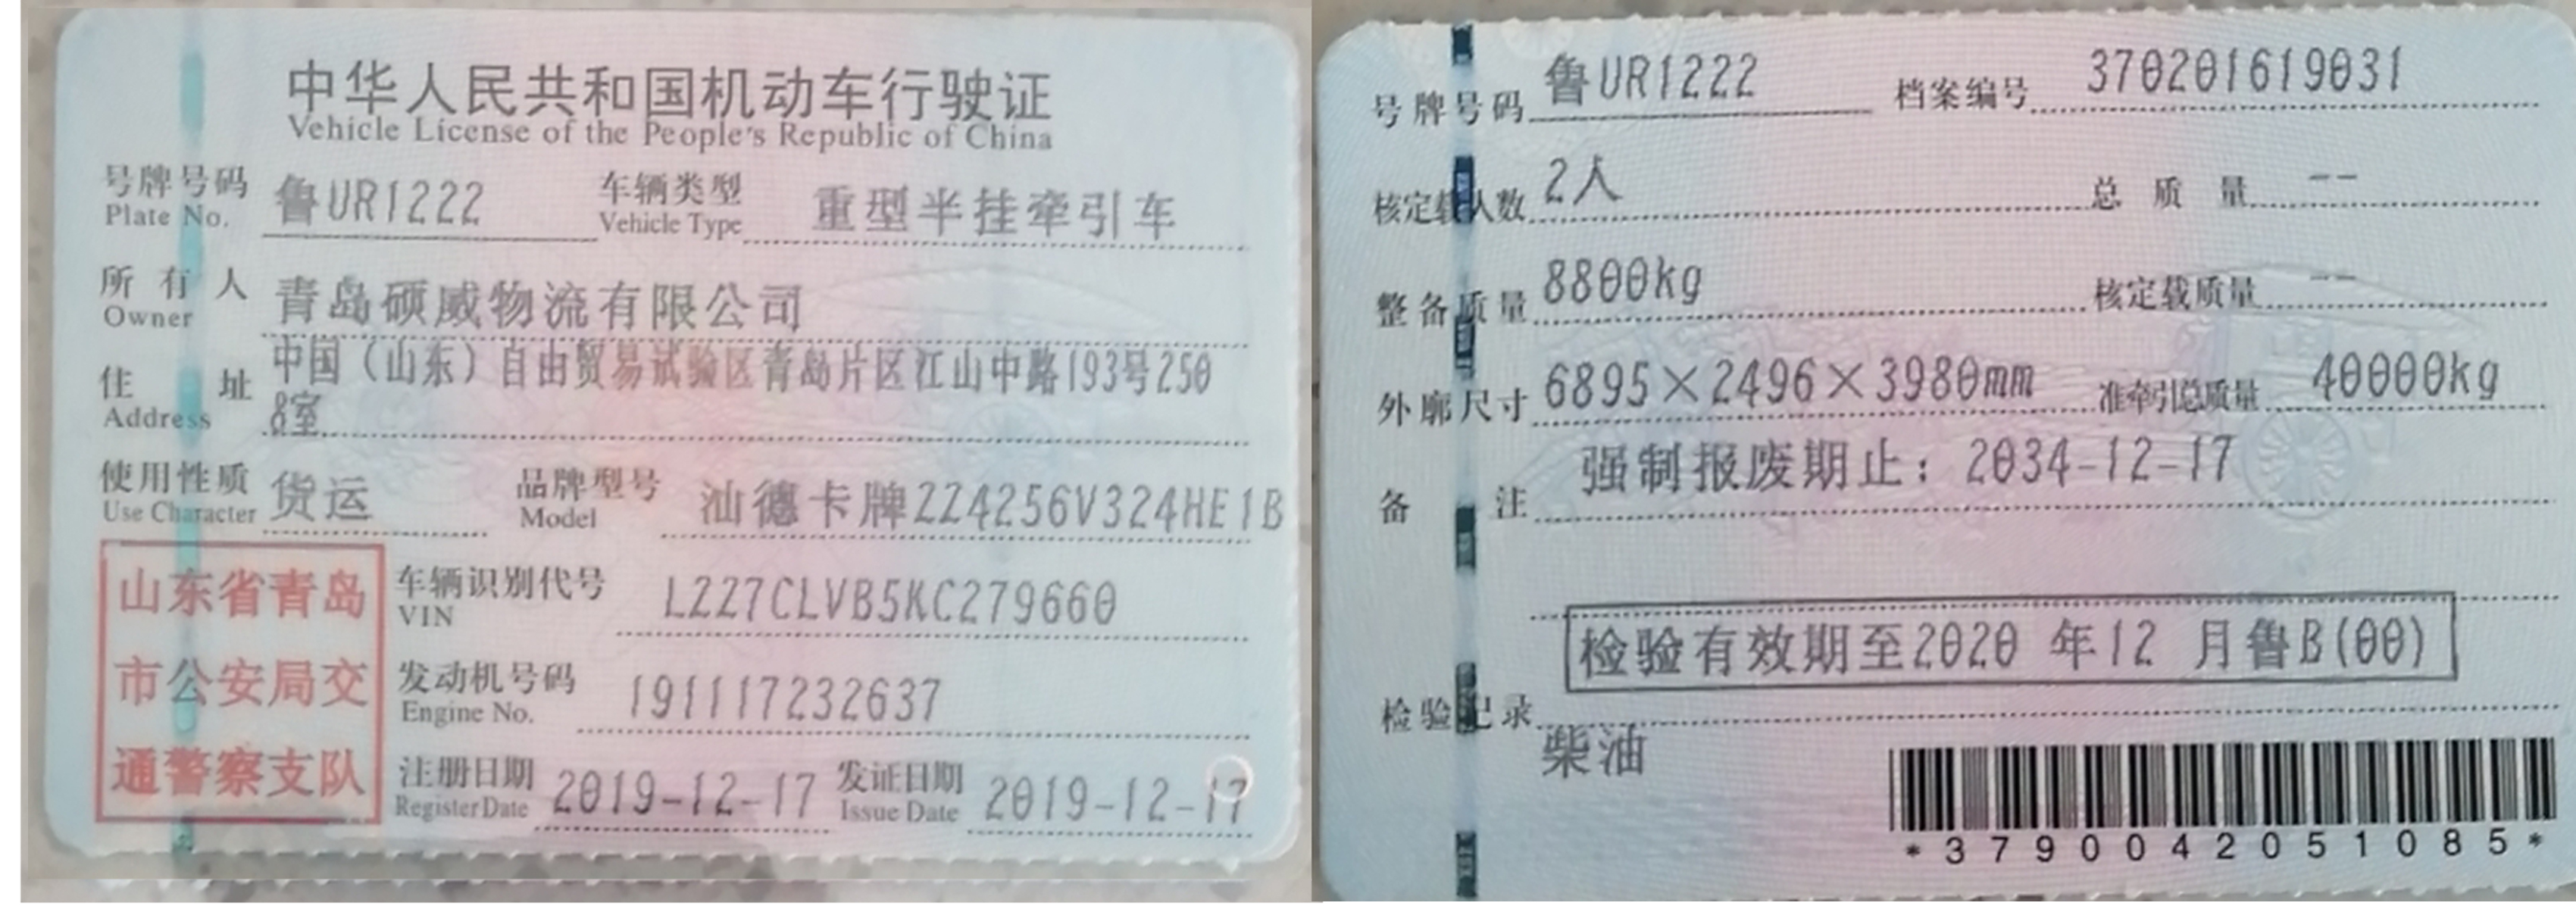 中华人民共和国机动车行驶证
Vehicle License of the People's Republic of China
号牌号码 鲁UR1222 车辆类型 重型半挂牵引车
Plate No. Vehicle Type
所有人 青岛硕威物流有限公司
Owner
住址 中国（山东）自由贸易试验区青岛片区江山中路193号250
8室
Address
使用性质 货运 品牌型号 汕德卡牌ZZ4256V324HE1B
Use Character Model
山东省青岛
市公安局交
通警察支队
车辆识别代号 LZZ7CLVB5KC279660
VIN
发动机号码 191117232637
Engine No.
注册日期 2019-12-17 发证日期 2019-12-17
Register Date Issue Date
号牌号码 鲁UR1222 档案编号 370201619031
核定载人数 2人 总质量 --
整备质量 8800kg 核定载质量 --
外廓尺寸 6895×2496×3980mm 准牵引总质量 40000kg
备注 强制报废期止：2034-12-17
检验有效期至2020 年12 月鲁B(00)
检验记录
柴油
*3790042051085*